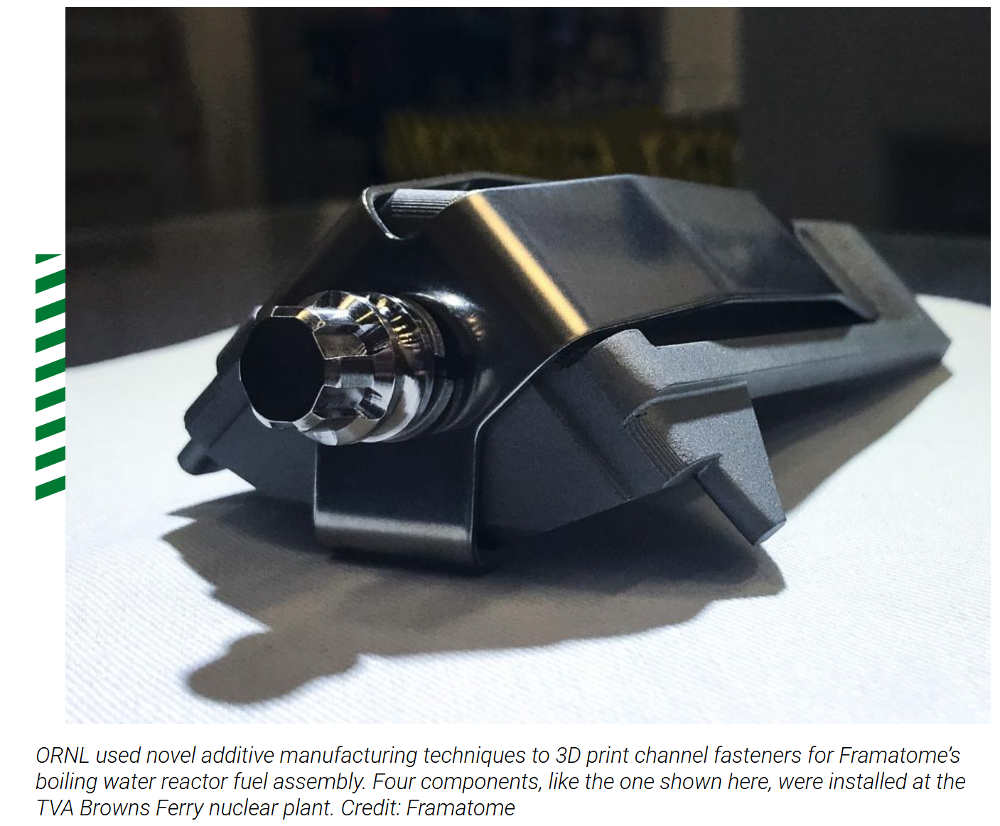 ORNL used novel additive manufacturing techniques to 3D print channel fasteners for Framatome’s
boiling water reactor fuel assembly. Four components, like the one shown here, were installed at the
TVA Browns Ferry nuclear plant. Credit: Framatome